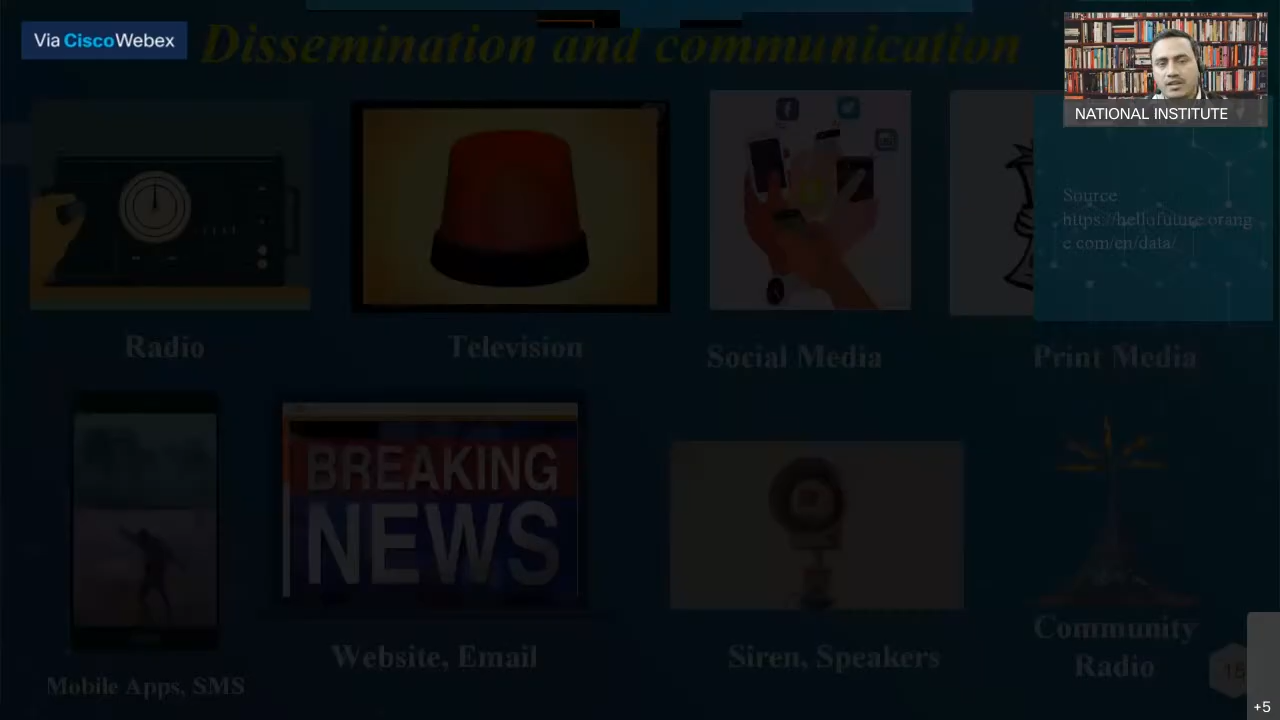 Via Cisco Webex
Dissemination and communication
NATIONAL INSTITUTE
Source
https://hellofuture.orang
e.com/en/data/
Radio
Television
Social Media
Print Media
BREAKING
NEWS
Website, Email
Siren, Speakers
Community
Radio
Mobile Apps, SMS
15
+5